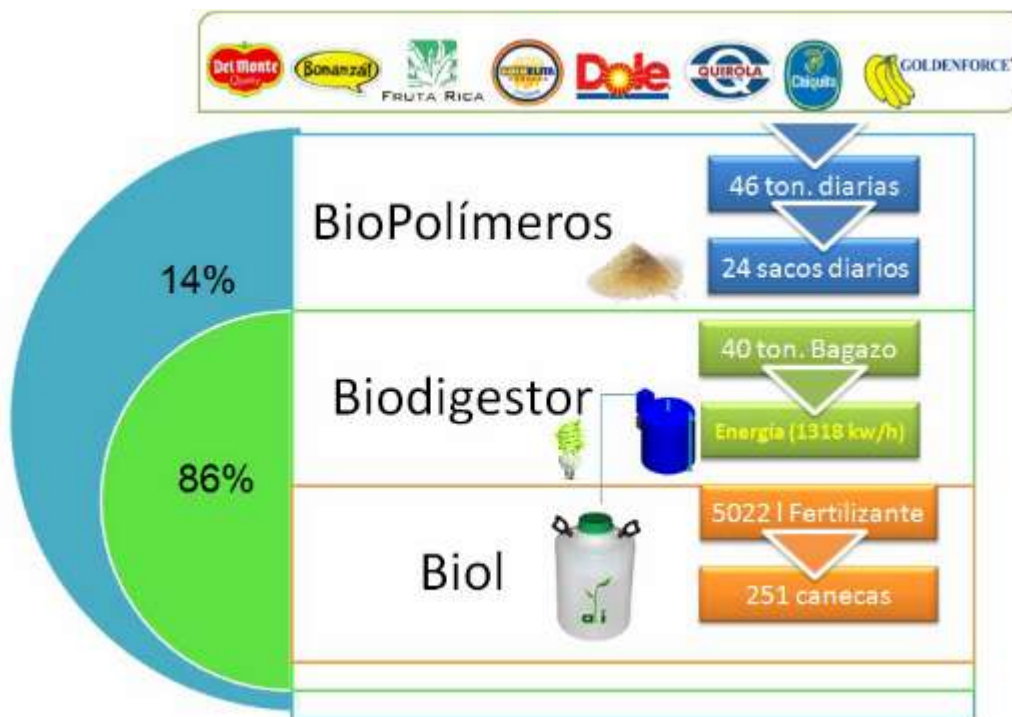 Del Monte
Quality
Bonanza!
FRUTA RICA
Dole
QUIROLA
Chiquita
GOLDENFORCE
46 ton. diarias
BioPolímeros
24 sacos diarios
14%
40 ton. Bagazo
Biodigestor
Energía (1318 kw/h)
86%
5022 l Fertilizante
Biol
251 canecas